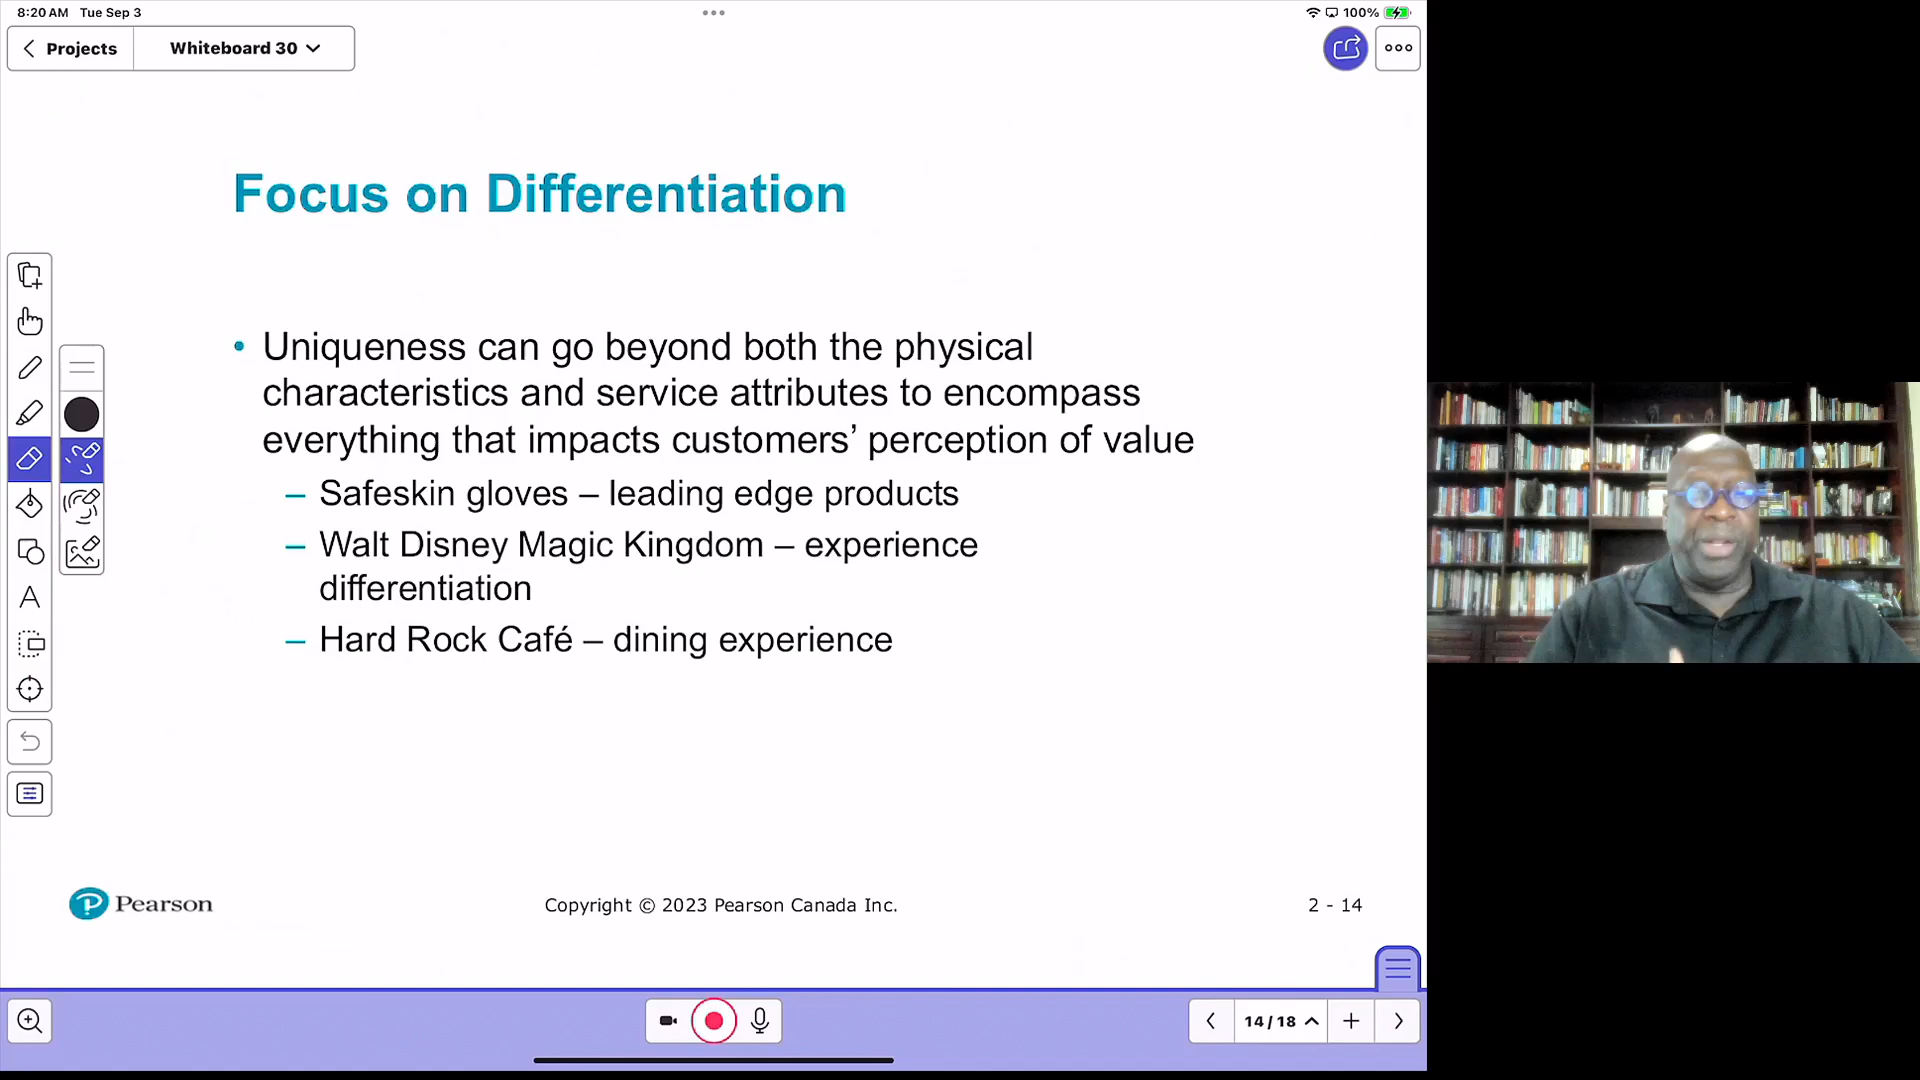 8:20 AM Tue Sep 3
100%
Projects
Whiteboard 30
Focus on Differentiation
• Uniqueness can go beyond both the physical
characteristics and service attributes to encompass
everything that impacts customers’ perception of value
– Safeskin gloves – leading edge products
– Walt Disney Magic Kingdom – experience
differentiation
– Hard Rock Café – dining experience
Pearson
Copyright © 2023 Pearson Canada Inc.
2 - 14
14/18